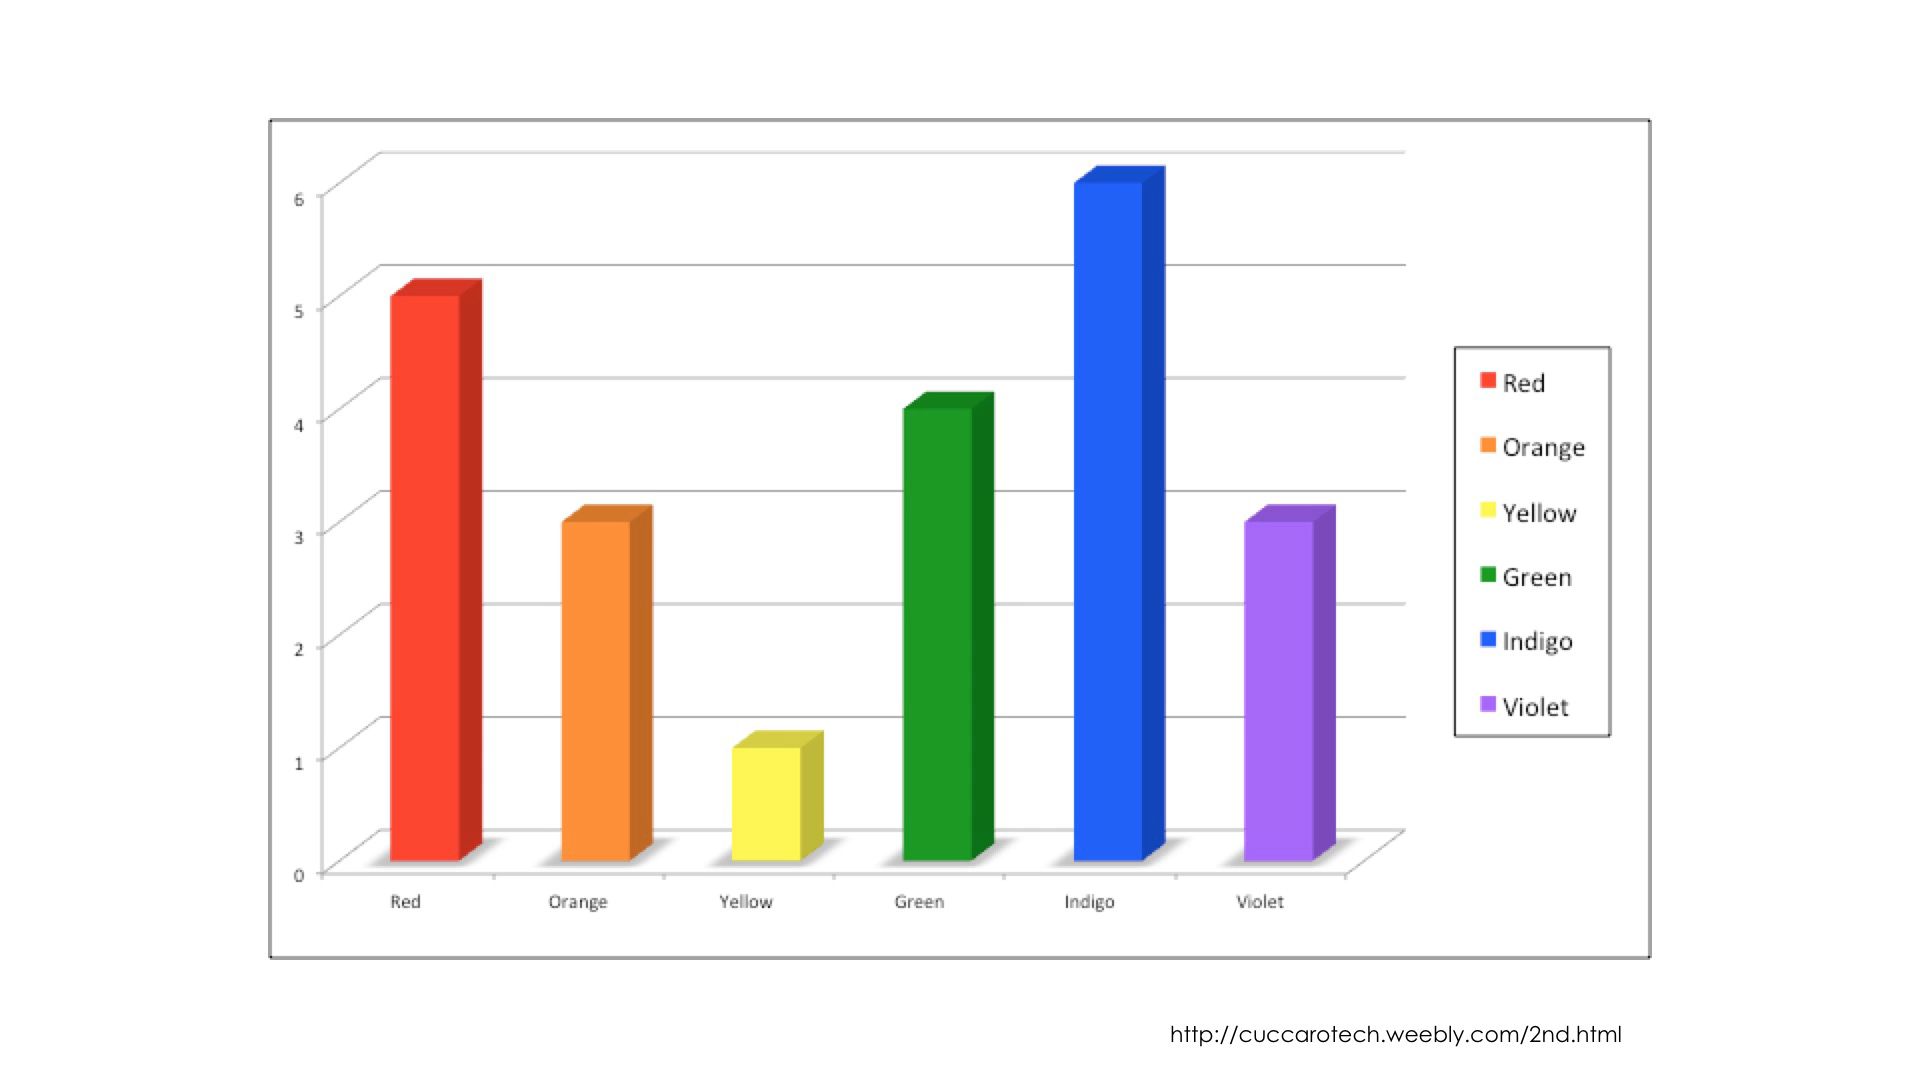 6
5
4
3
2
1
0
Red
Orange
Yellow
Green
Indigo
Violet
Red
Orange
Yellow
Green
Indigo
Violet
http://cuccarotech.weebly.com/2nd.html